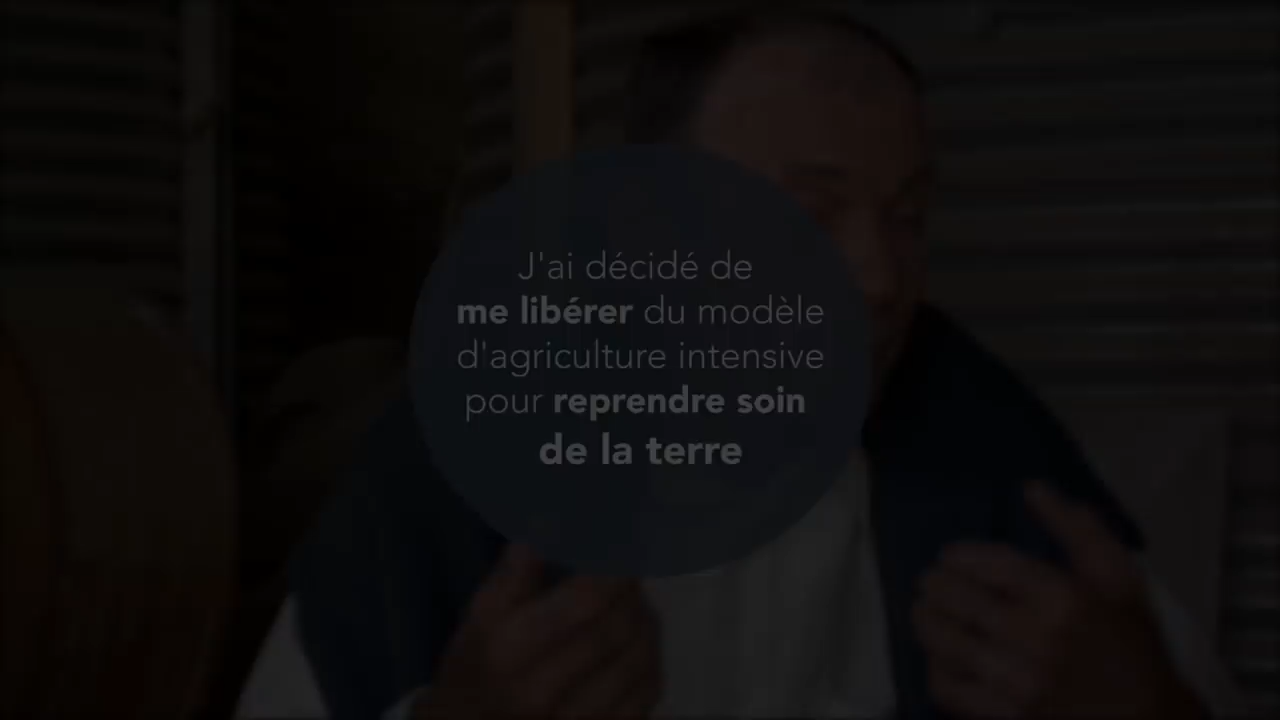 J'ai décidé de
me libérer du modèle
d'agriculture intensive
pour reprendre soin
de la terre